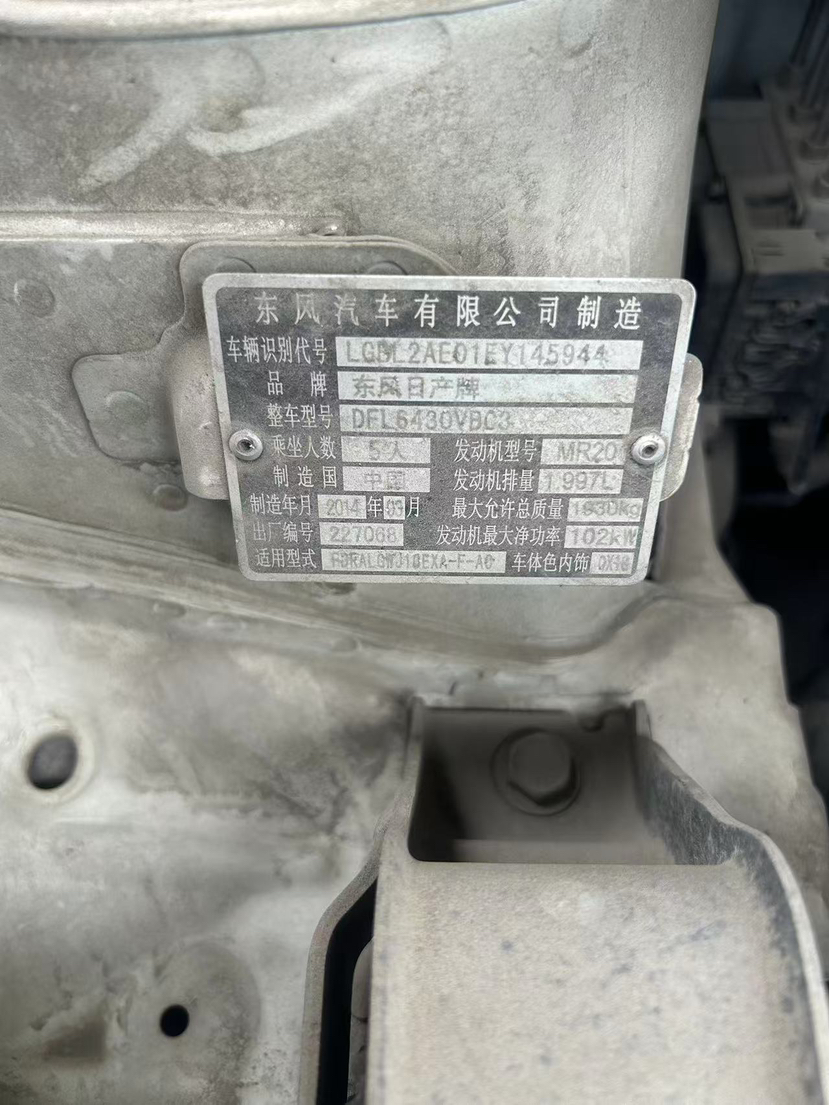 东风汽车有限公司制造
车辆识别代号 LGBL2AE01EY145944
品牌 东风日产牌
整车型号 DFL6430VBC3
乘坐人数 5人 发动机型号 MR20
制造国 中国 发动机排量 1.997L
制造年月 2014年03月 最大允许总质量 1930kg
出厂编号 227068 发动机最大净功率 102kW
适用型式 车体色内饰